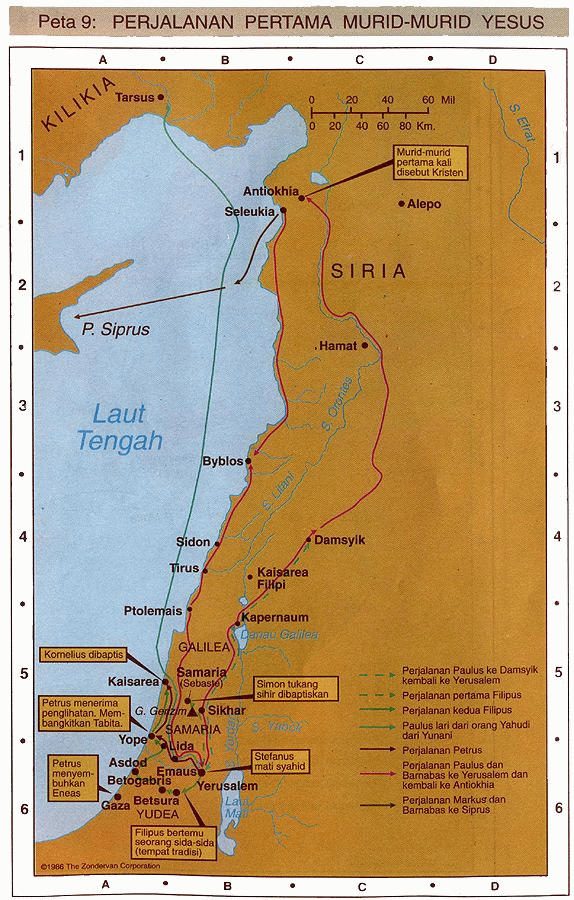 Peta 9: PERJALANAN PERTAMA MURID-MURID YESUS
A B C D
KILIKIA
Tarsus
0 20 40 60 Mil
0 20 40 60 80 Km.
S. Efrat
1 1
Murid-murid
pertama kali
disebut Kristen
Antiokhia
Seleukia
Alepo
2 2
SIRIA
P. Siprus
Hamat
3 3
Laut
Tengah
S. Orontes
Byblos
S. Litani
4 4
Sidon
Damsyik
Tirus
Kaisarea
Filipi
Ptolemais
Kapernaum
Danau Galilea
GALILEA
Kornelius dibaptis
5 5
Kaisarea
Samaria
(Sebaste)
Simon tukang
sihir dibaptiskan
G. Gerizim
Sikhar
Petrus menerima
penglihatan. Mem-
bangkitkan Tabita.
SAMARIA
S. Yabok
S. Yordan
Yope
Lida
Stefanus
mati syahid
Petrus
menyem-
buhkan
Eneas
Asdod
Emaus
Betogabris
Yerusalem
Gaza
Betsura
YUDEA
Laut
Mati
6 6
Filipus bertemu
seorang sida-sida
(tempat tradisi)
Perjalanan Paulus ke Damsyik
kembali ke Yerusalem
Perjalanan pertama Filipus
Perjalanan kedua Filipus
Paulus lari dari orang Yahudi
dari Yunani
Perjalanan Petrus
Perjalanan Paulus dan
Barnabas ke Yerusalem dan
kembali ke Antiokhia
Perjalanan Markus dan
Barnabas ke Siprus
©1986 The Zondervan Corporation
A B C D